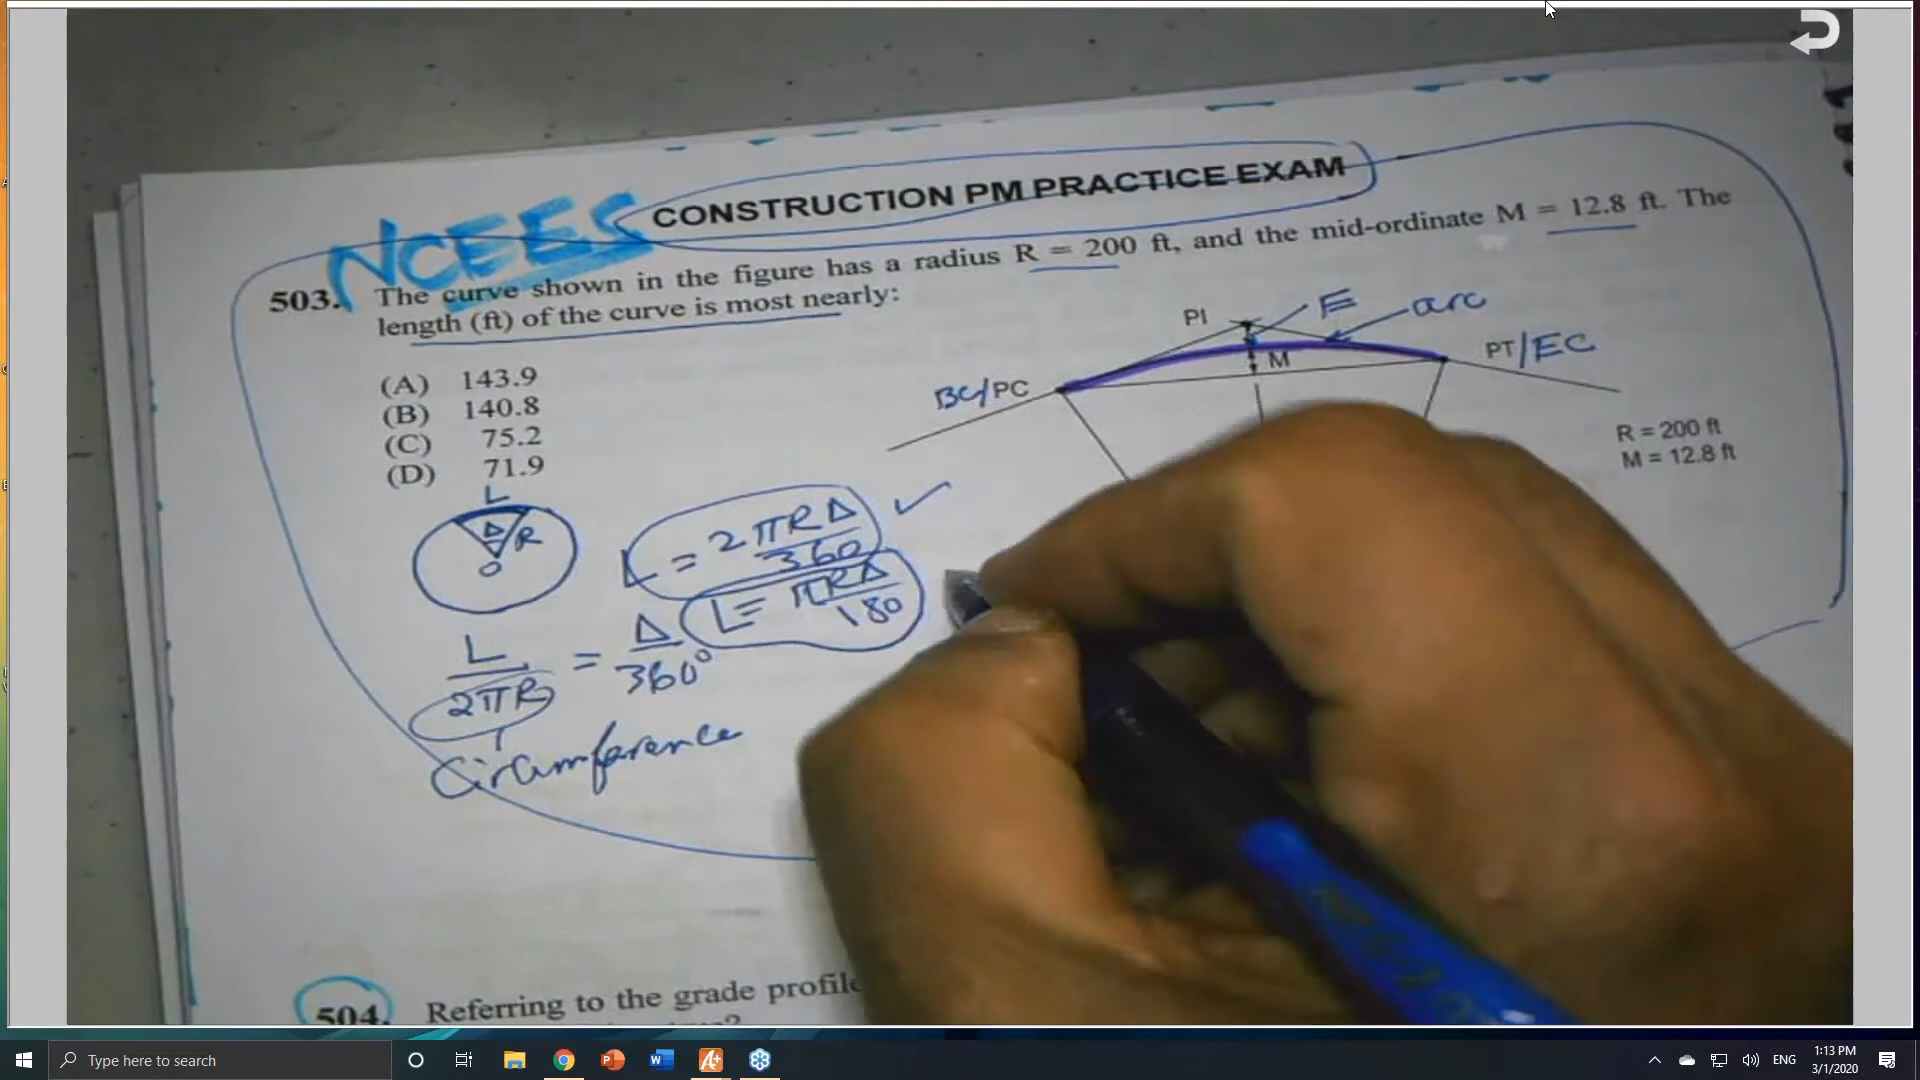 NCEES
CONSTRUCTION PM PRACTICE EXAM
503. The curve shown in the figure has a radius R = 200 ft, and the mid-ordinate M = 12.8 ft. The
length (ft) of the curve is most nearly:
(A) 143.9
(B) 140.8
(C) 75.2
(D) 71.9
PI
E
arc
M
PT/EC
BC/PC
R = 200 ft
M = 12.8 ft
L
Δ
R
O
L = 2πRΔ
360
L = πRΔ
180
L
2πR
=
Δ
360°
Circumference
504. Referring to the grade profile
Type here to search
ENG
1:13 PM
3/1/2020